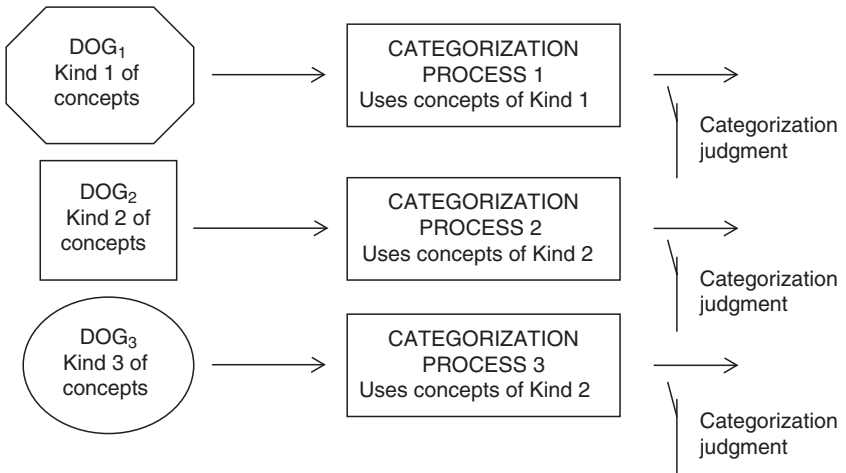 DOG₁
Kind 1 of
concepts
CATEGORIZATION
PROCESS 1
Uses concepts of Kind 1
Categorization
judgment
DOG₂
Kind 2 of
concepts
CATEGORIZATION
PROCESS 2
Uses concepts of Kind 2
Categorization
judgment
DOG₃
Kind 3 of
concepts
CATEGORIZATION
PROCESS 3
Uses concepts of Kind 2
Categorization
judgment